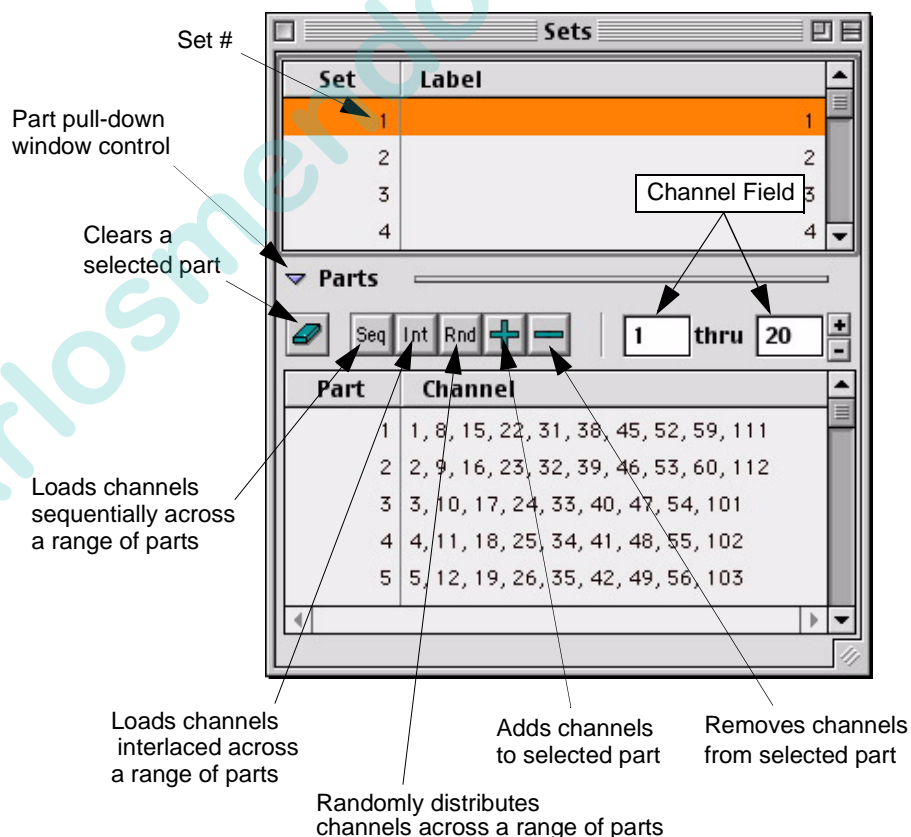 Sets
Set #
Set Label
1 1
2 2
3 3
4 4
Part pull-down
window control
Channel Field
Clears a
selected part
Parts
Seq Int Rnd 1 thru 20
Part Channel
1 1, 8, 15, 22, 31, 38, 45, 52, 59, 111
2 2, 9, 16, 23, 32, 39, 46, 53, 60, 112
3 3, 10, 17, 24, 33, 40, 47, 54, 101
4 4, 11, 18, 25, 34, 41, 48, 55, 102
5 5, 12, 19, 26, 35, 42, 49, 56, 103
Loads channels
sequentially across
a range of parts
Loads channels
interlaced across
a range of parts
Randomly distributes
channels across a range of parts
Adds channels
to selected part
Removes channels
from selected part
rlosmendo